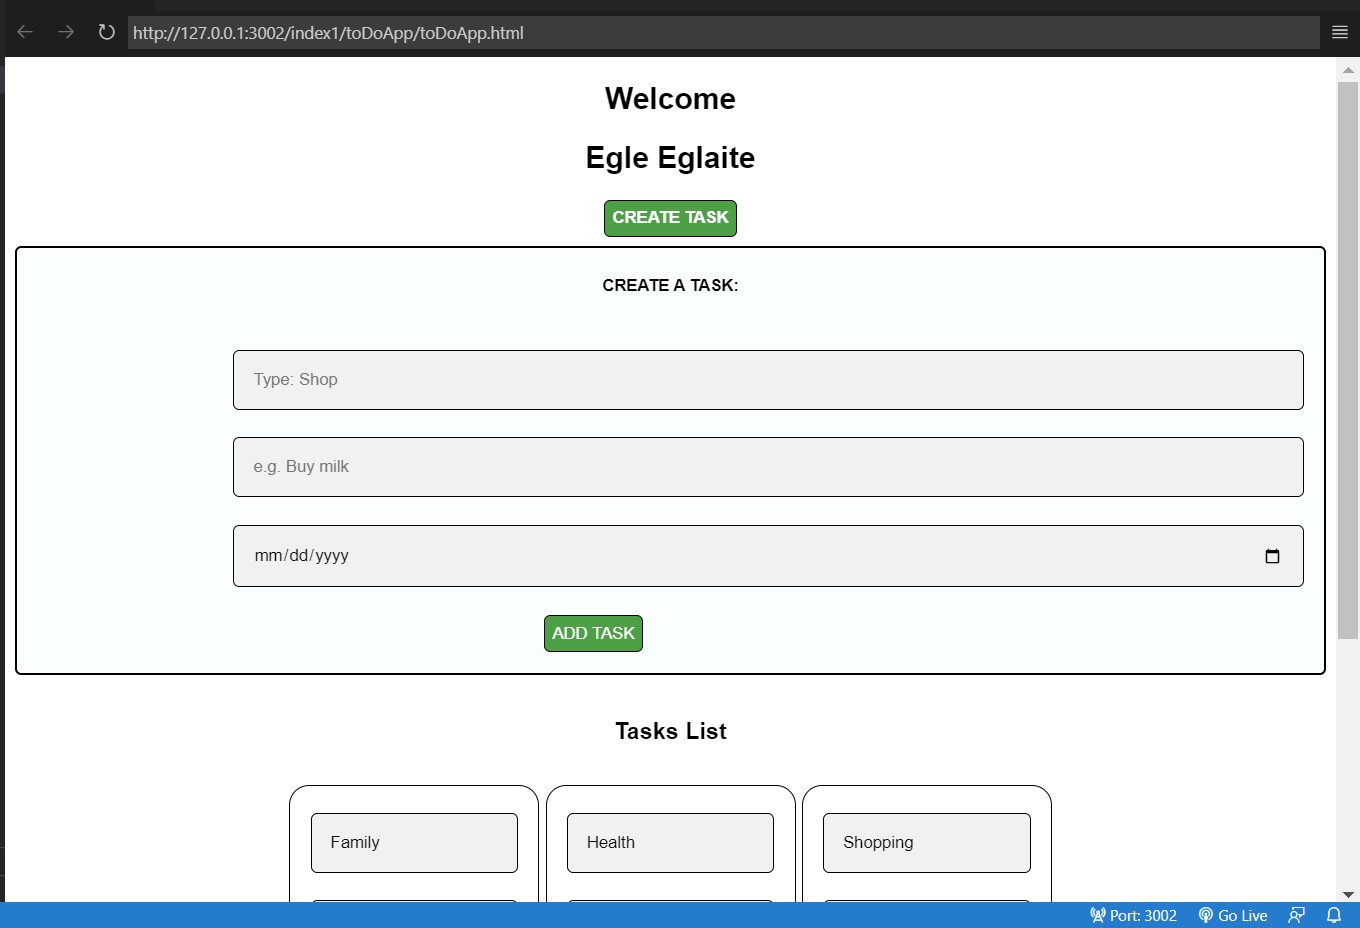 http://127.0.0.1:3002/index1/toDoApp/toDoApp.html
Welcome
Egle Eglaite
CREATE TASK
CREATE A TASK:
Type: Shop
e.g. Buy milk
mm/dd/yyyy
ADD TASK
Tasks List
Family
Health
Shopping
Port: 3002
Go Live